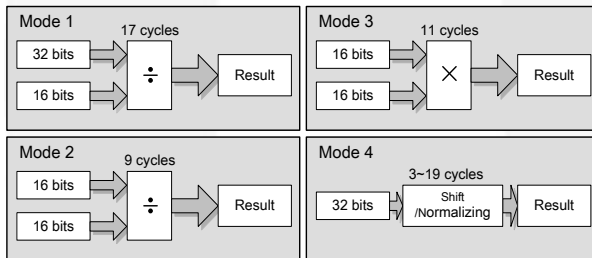 Mode 1
17 cycles
32 bits
16 bits
÷
Result
Mode 3
11 cycles
16 bits
16 bits
×
Result
Mode 2
9 cycles
16 bits
16 bits
÷
Result
Mode 4
3~19 cycles
32 bits
Shift
/Normalizing
Result